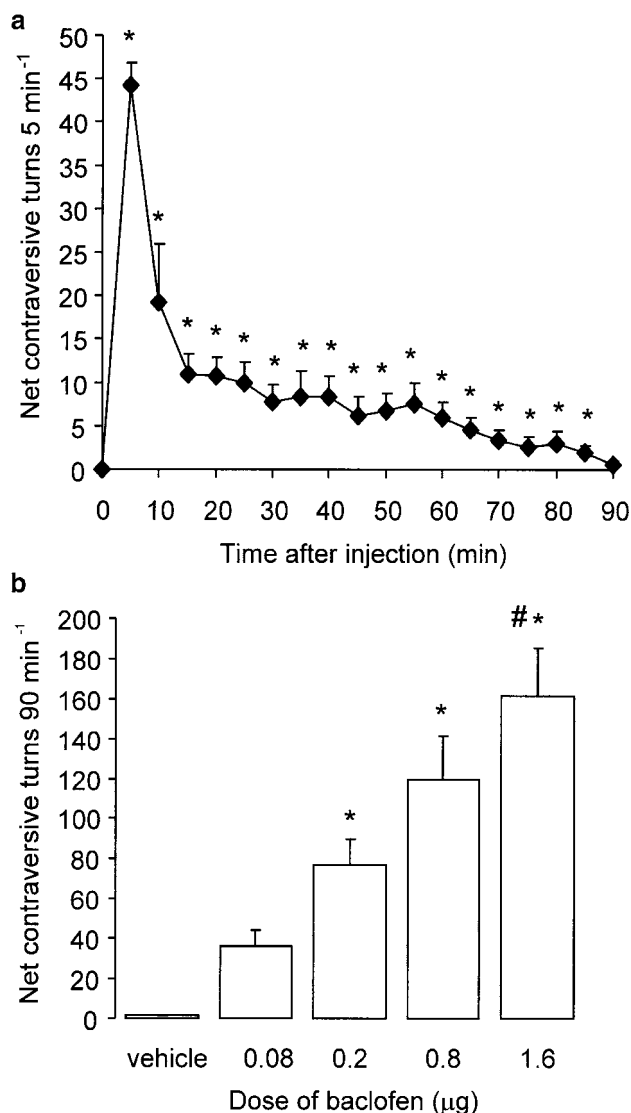 a
Net contraversive turns 5 min⁻¹
50
45
40
35
30
25
20
15
10
5
0
* * * * * * * * * * * * * * * * *
0 10 20 30 40 50 60 70 80 90
Time after injection (min)
b
Net contraversive turns 90 min⁻¹
200
180
160
140
120
100
80
60
40
20
0
* * #*
vehicle 0.08 0.2 0.8 1.6
Dose of baclofen (µg)